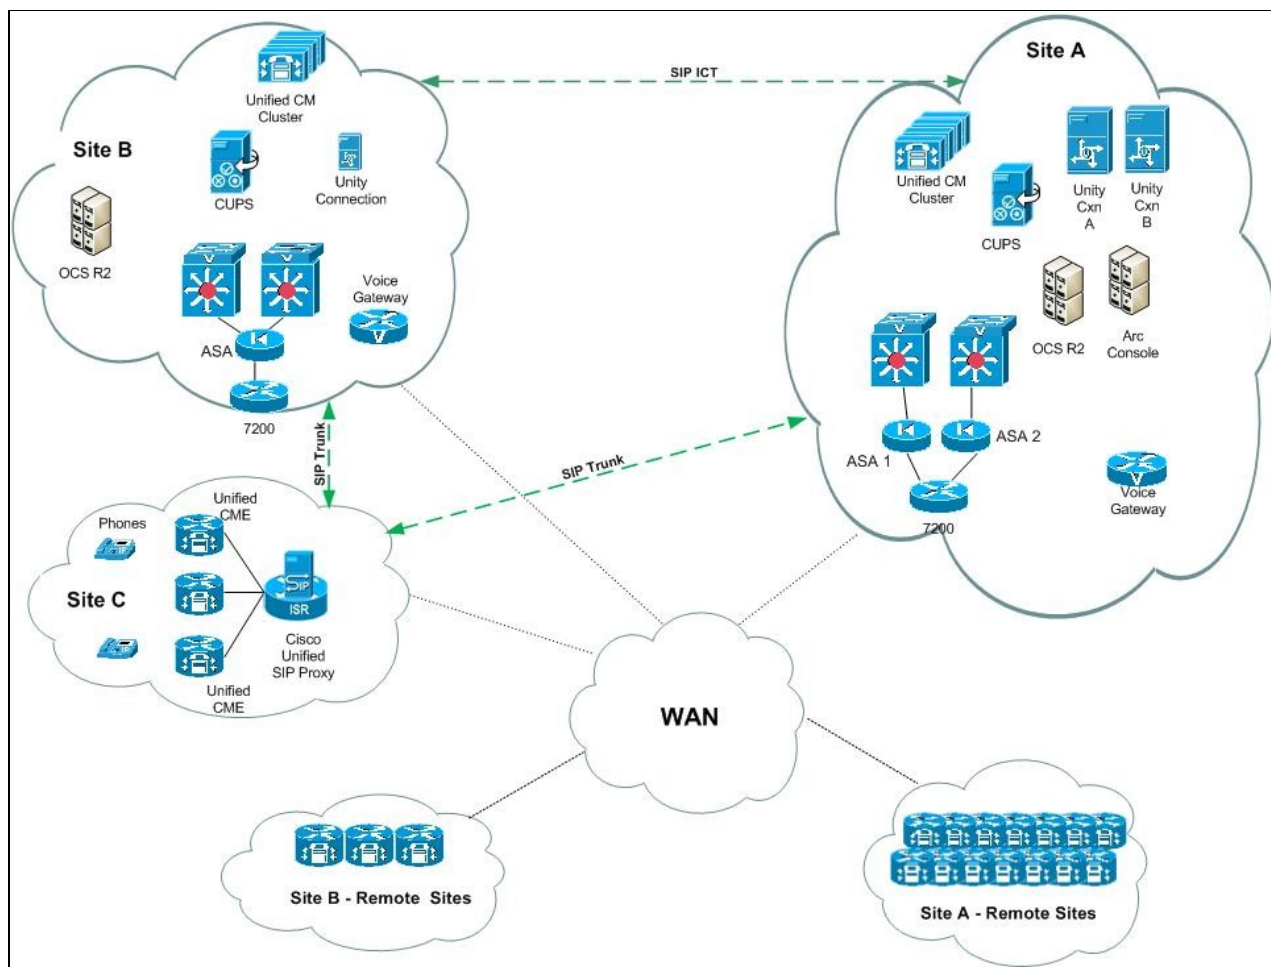 SIP ICT
Site A
Unified CM
Cluster
Site B
Unity
Connection
CUPS
OCS R2
Voice
Gateway
ASA
7200
Unified CM
Cluster
Unity
Cxn
A
Unity
Cxn
B
CUPS
OCS R2
Arc
Console
ASA 1
ASA 2
7200
Voice
Gateway
V
V
V
V
V
V
SIP Trunk
SIP Trunk
Unified
CME
Phones
IP
SIP
ISR
Site C
IP
Cisco
Unified
SIP Proxy
Unified
CME
WAN
Site B - Remote Sites
Site A - Remote Sites